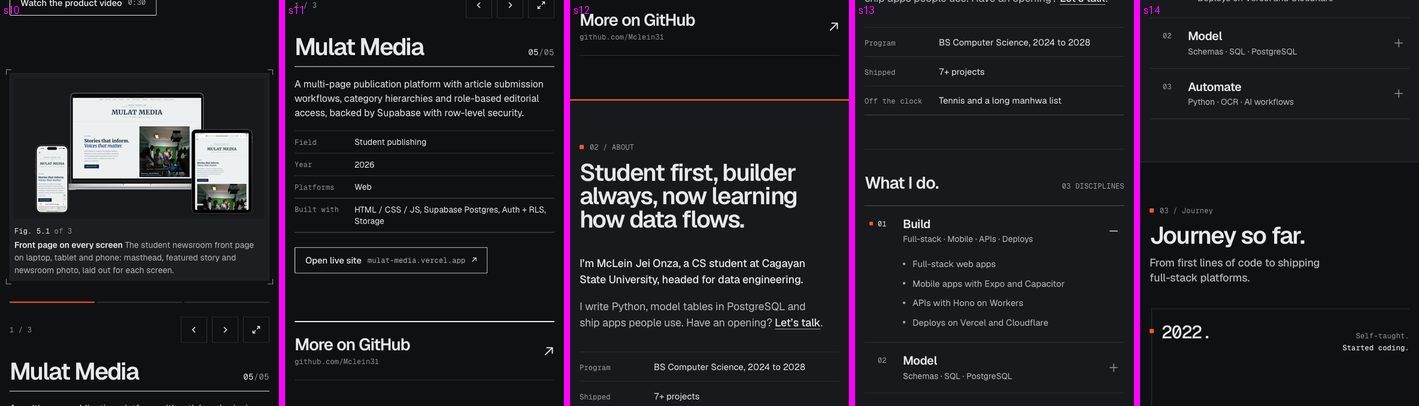 s10
Watch the product video 0:30
MULAT MEDIA
Stories that inform.
Voices that matter.
Fig. 5.1 of 3
Front page on every screen The student newsroom front page
on laptop, tablet and phone: masthead, featured story and
newsroom photo, laid out for each screen.
1 / 3
Mulat Media
05/05
s11
/ 3
Mulat Media
05/05
A multi-page publication platform with article submission
workflows, category hierarchies and role-based editorial
access, backed by Supabase with row-level security.
Field Student publishing
Year 2026
Platforms Web
Built with HTML / CSS / JS, Supabase Postgres, Auth + RLS,
Storage
Open live site mulat-media.vercel.app ↗
More on GitHub
github.com/Mclein31
s12
More on GitHub
github.com/Mclein31
02 / ABOUT
Student first, builder
always, now learning
how data flows.
I'm McLein Jei Onza, a CS student at Cagayan
State University, headed for data engineering.
I write Python, model tables in PostgreSQL and
ship apps people use. Have an opening? Let's talk.
Program BS Computer Science, 2024 to 2028
Shipped 7+ projects
s13
ship apps people use. Have an opening? Let's talk.
Program BS Computer Science, 2024 to 2028
Shipped 7+ projects
Off the clock Tennis and a long manhwa list
What I do.
03 DISCIPLINES
01 Build
Full-stack · Mobile · APIs · Deploys
• Full-stack web apps
• Mobile apps with Expo and Capacitor
• APIs with Hono on Workers
• Deploys on Vercel and Cloudflare
02 Model
Schemas · SQL · PostgreSQL
s14
Deploys on Vercel and Cloudflare
02 Model
Schemas · SQL · PostgreSQL
03 Automate
Python · OCR · AI workflows
03 / Journey
Journey so far.
From first lines of code to shipping
full-stack platforms.
2022.
Self-taught.
Started coding.